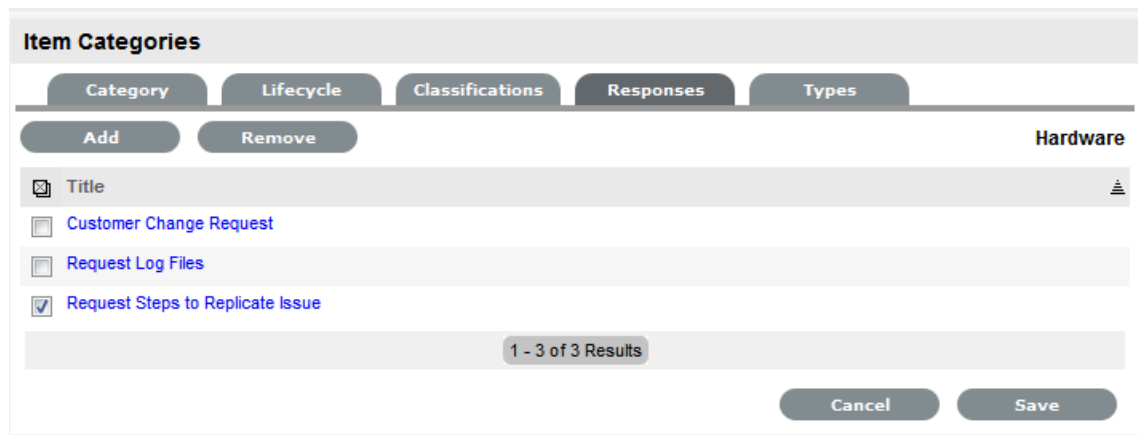 Item Categories
Category Lifecycle Classifications Responses Types
Add Remove Hardware
Title
Customer Change Request
Request Log Files
Request Steps to Replicate Issue
1 - 3 of 3 Results
Cancel Save